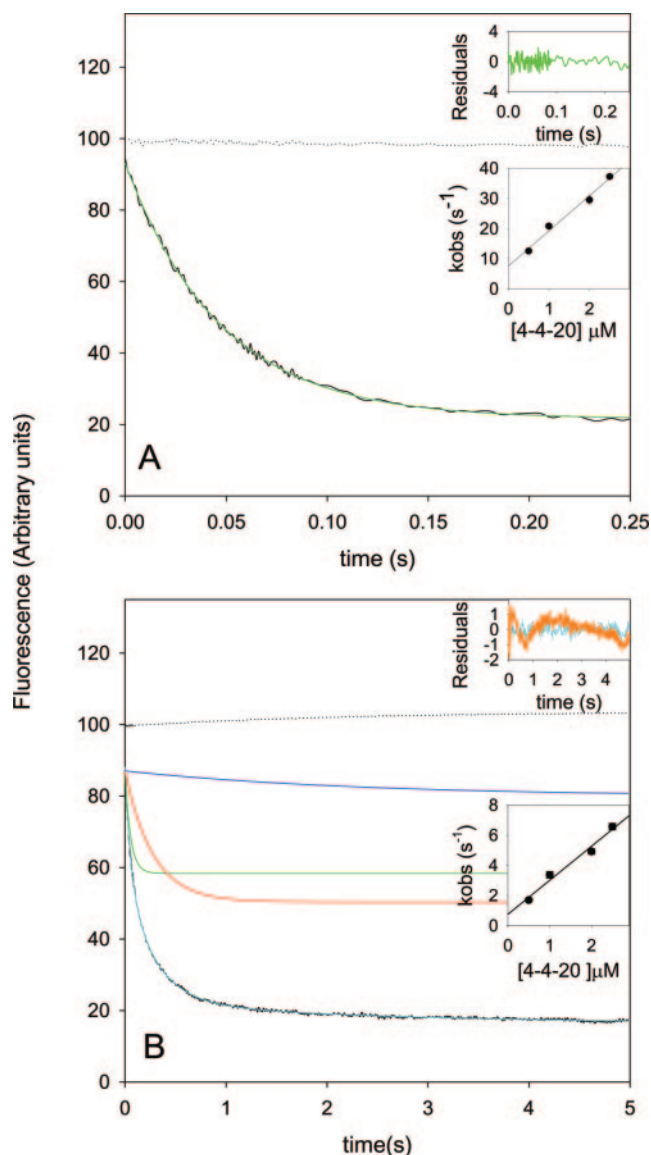 120
100
80
60
40
20
0
0.00 0.05 0.10 0.15 0.20 0.25
time (s)
A
Residuals
4
0
-4
0.0 0.1 0.2
time (s)
kobs (s-1)
40
30
20
10
0
0 1 2
[4-4-20] μM
Fluorescence (Arbitrary units)
120
100
80
60
40
20
0
0 1 2 3 4 5
time(s)
B
Residuals
1
0
-1
-2
0 1 2 3 4
time (s)
kobs (s-1)
8
6
4
2
0
0 1 2
[4-4-20 ]μM